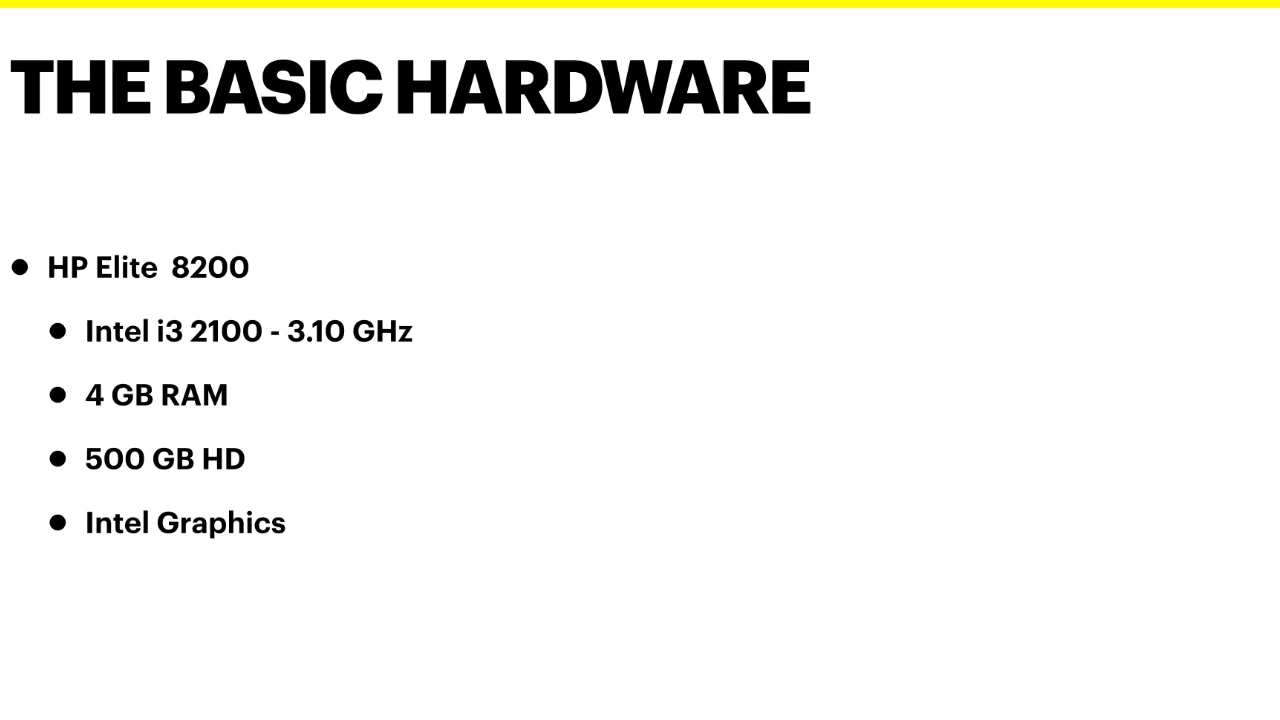 THE BASIC HARDWARE
● HP Elite  8200
● Intel i3 2100 - 3.10 GHz
● 4 GB RAM
● 500 GB HD
● Intel Graphics